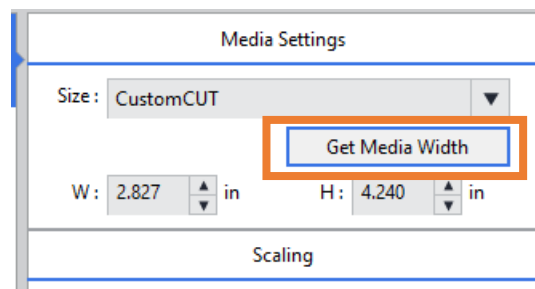 Media Settings
Size : CustomCUT
Get Media Width
W : 2.827 in H : 4.240 in
Scaling